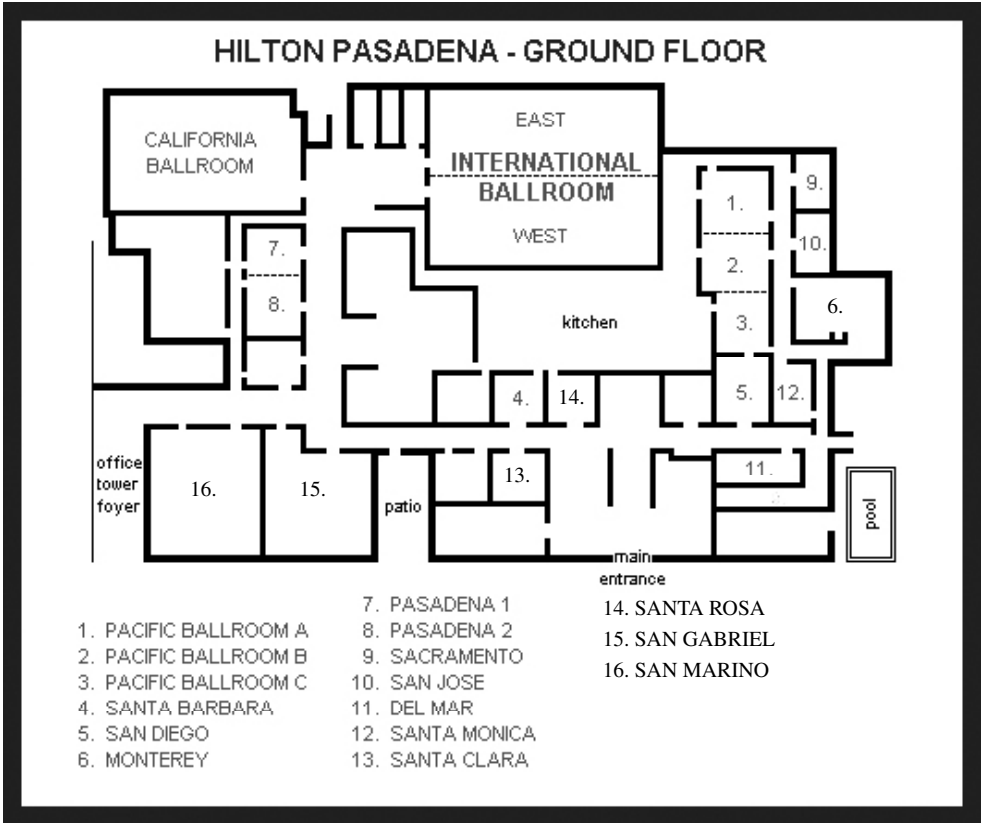 HILTON PASADENA - GROUND FLOOR
CALIFORNIA
BALLROOM
EAST
INTERNATIONAL
BALLROOM
WEST
1.
2.
3.
9.
10.
6.
7.
8.
kitchen
4.
14.
5.
12.
office
tower
foyer
16.
15.
patio
13.
11.
pool
main
entrance
1. PACIFIC BALLROOM A
2. PACIFIC BALLROOM B
3. PACIFIC BALLROOM C
4. SANTA BARBARA
5. SAN DIEGO
6. MONTEREY
7. PASADENA 1
8. PASADENA 2
9. SACRAMENTO
10. SAN JOSE
11. DEL MAR
12. SANTA MONICA
13. SANTA CLARA
14. SANTA ROSA
15. SAN GABRIEL
16. SAN MARINO